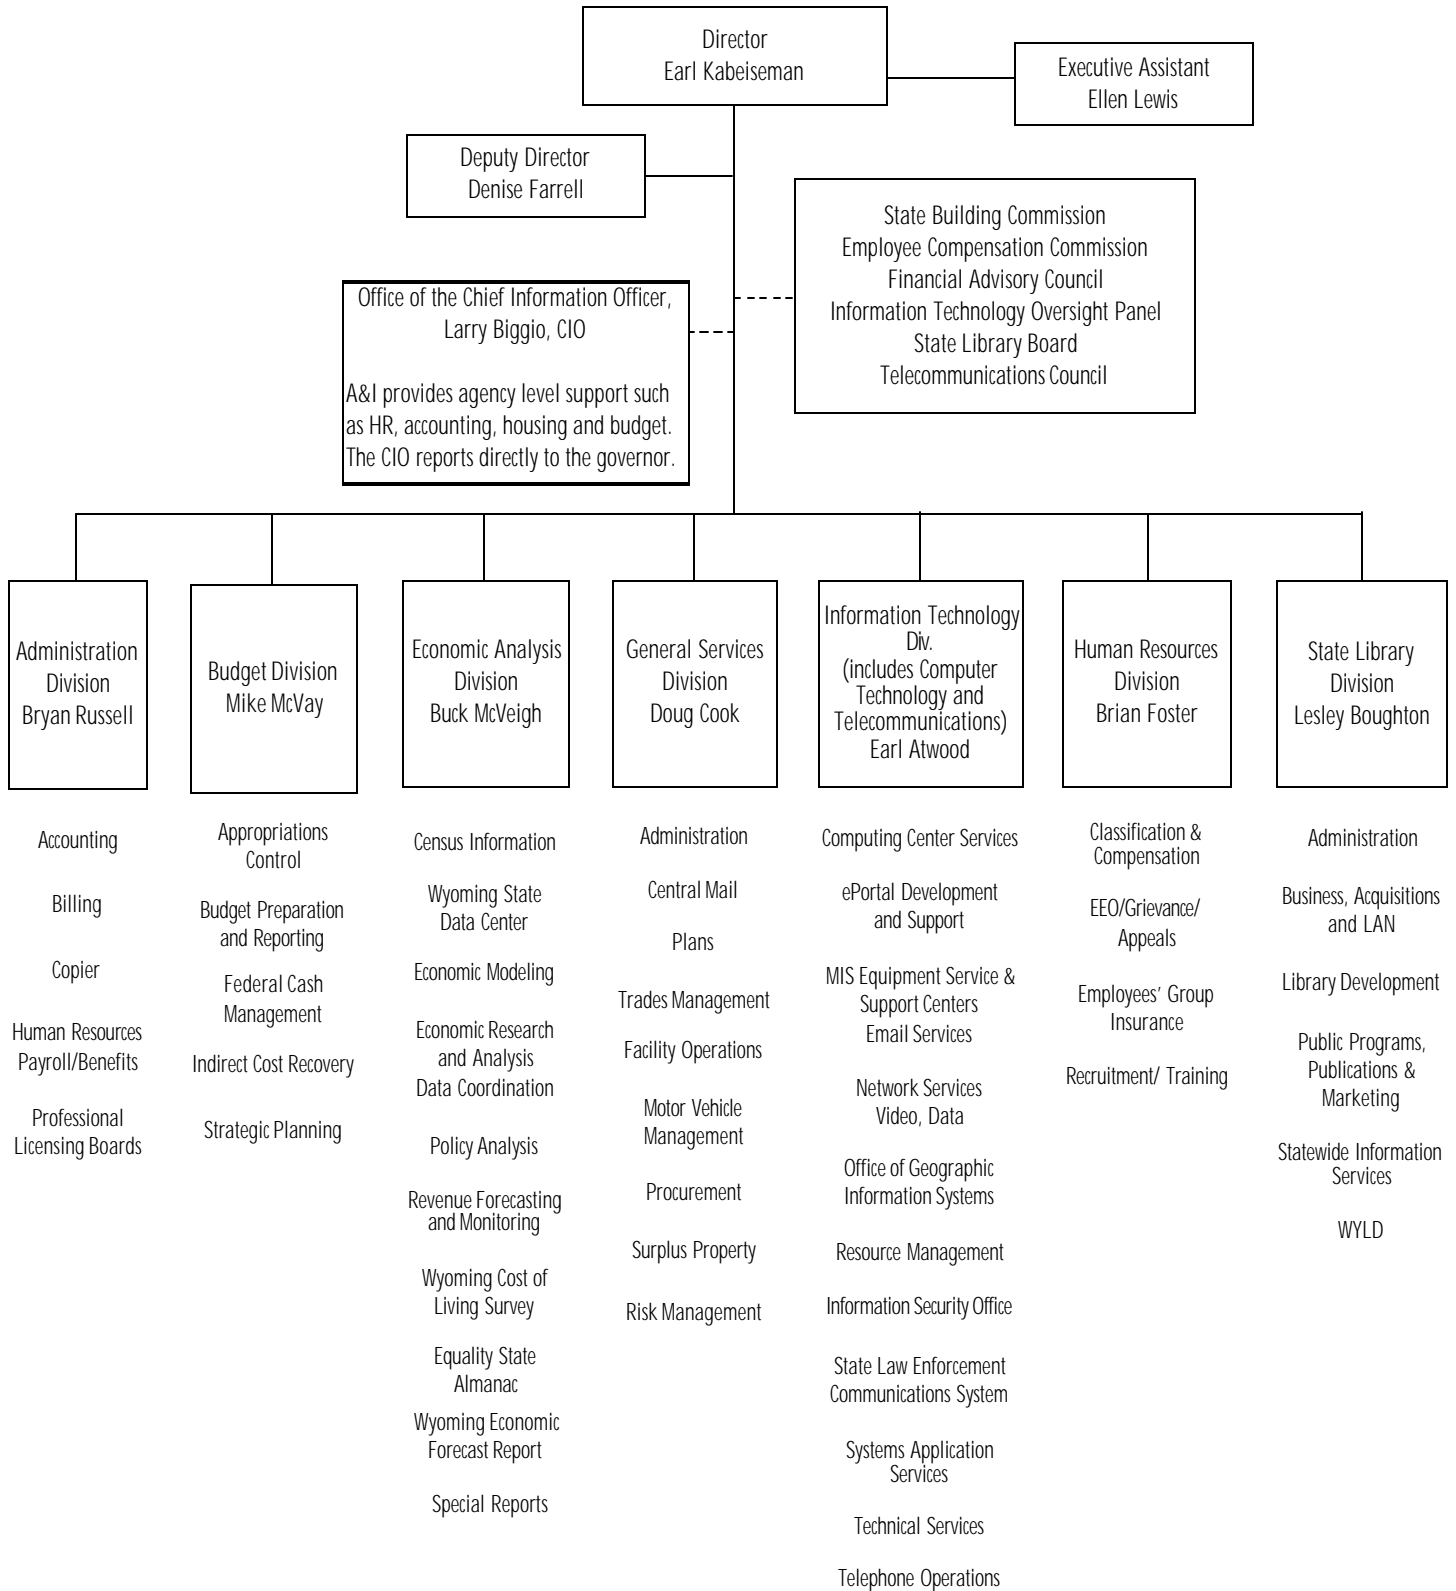 Director
Earl Kabeiseman
Executive Assistant
Ellen Lewis
Deputy Director
Denise Farrell
State Building Commission
Employee Compensation Commission
Financial Advisory Council
Information Technology Oversight Panel
State Library Board
Telecommunications Council
Office of the Chief Information Officer,
Larry Biggio, CIO
A&I provides agency level support such
as HR, accounting, housing and budget.
The CIO reports directly to the governor.
Administration
Division
Bryan Russell
Budget Division
Mike McVay
Economic Analysis
Division
Buck McVeigh
General Services
Division
Doug Cook
Information Technology
Div.
(includes Computer
Technology and
Telecommunications)
Earl Atwood
Human Resources
Division
Brian Foster
State Library
Division
Lesley Boughton
Accounting
Billing
Copier
Human Resources
Payroll/Benefits
Professional
Licensing Boards
Appropriations
Control
Budget Preparation
and Reporting
Federal Cash
Management
Indirect Cost Recovery
Strategic Planning
Census Information
Wyoming State
Data Center
Economic Modeling
Economic Research
and Analysis
Data Coordination
Policy Analysis
Revenue Forecasting
and Monitoring
Wyoming Cost of
Living Survey
Equality State
Almanac
Wyoming Economic
Forecast Report
Special Reports
Administration
Central Mail
Plans
Trades Management
Facility Operations
Motor Vehicle
Management
Procurement
Surplus Property
Risk Management
Computing Center Services
ePortal Development
and Support
MIS Equipment Service &
Support Centers
Email Services
Network Services
Video, Data
Office of Geographic
Information Systems
Resource Management
Information Security Office
State Law Enforcement
Communications System
Systems Application
Services
Technical Services
Telephone Operations
Classification &
Compensation
EEO/Grievance/
Appeals
Employees' Group
Insurance
Recruitment/ Training
Administration
Business, Acquisitions
and LAN
Library Development
Public Programs,
Publications &
Marketing
Statewide Information
Services
WYLD